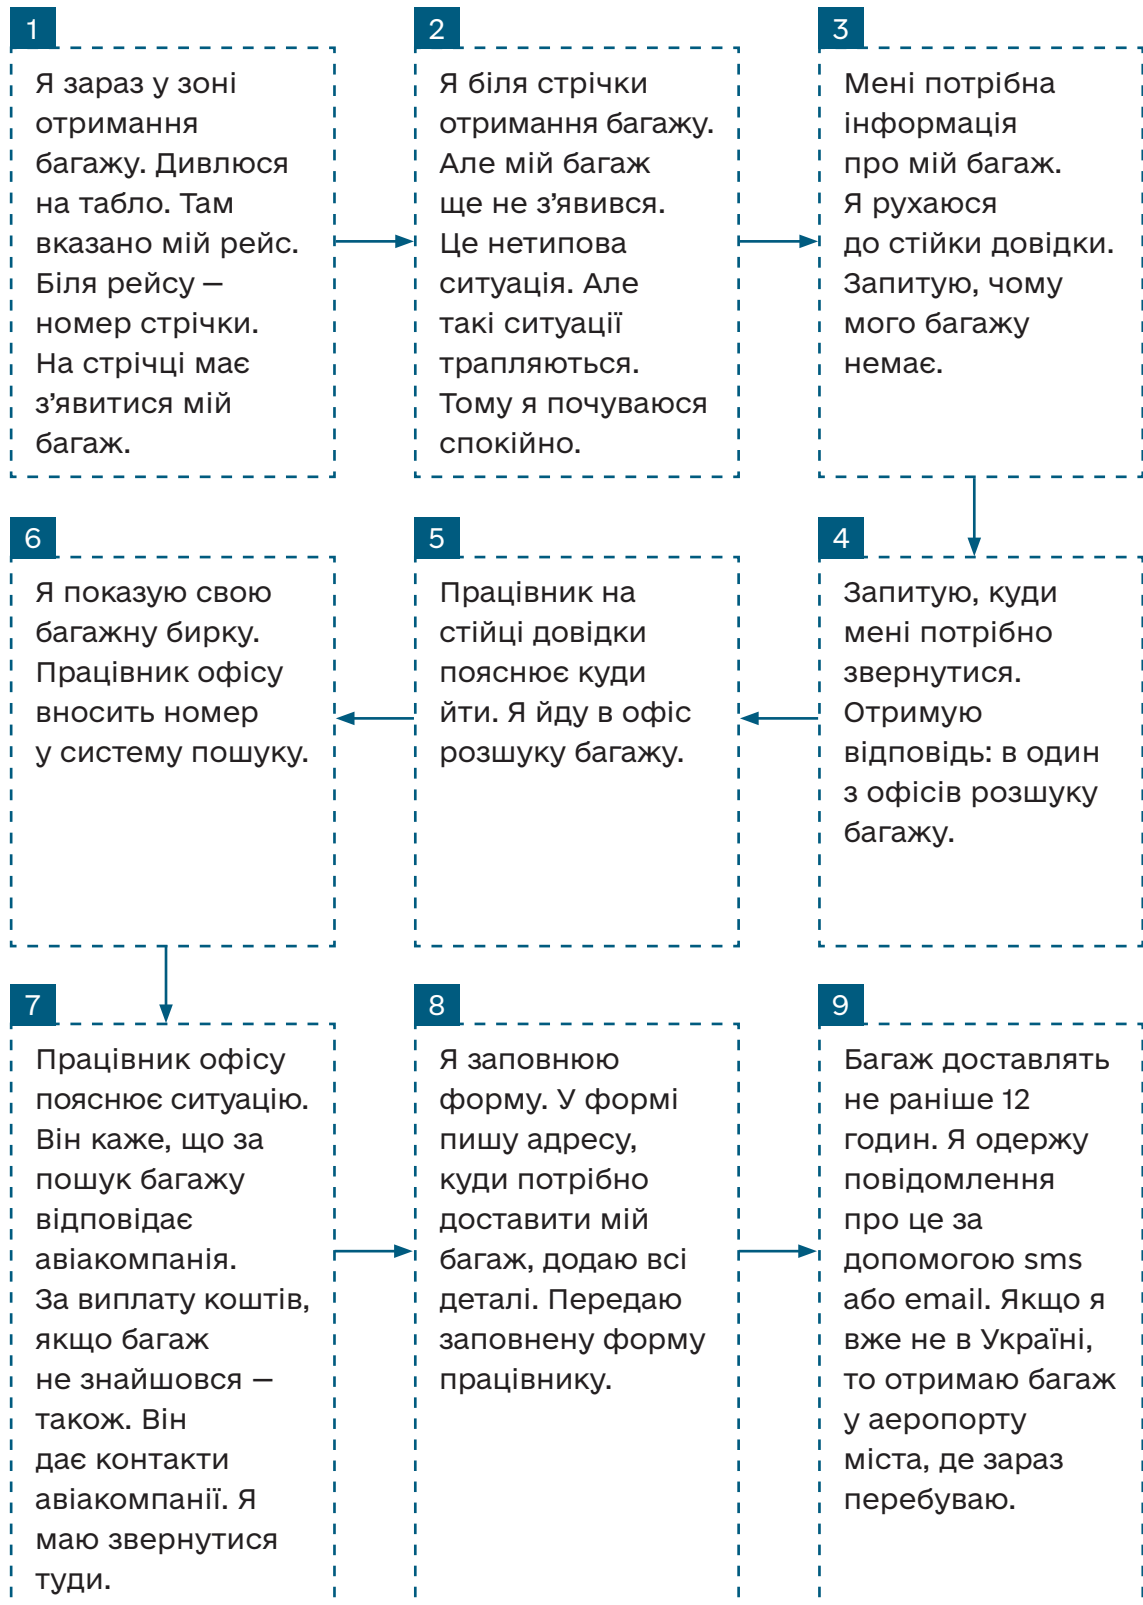 1
Я зараз у зоні
отримання
багажу. Дивлюся
на табло. Там
вказано мій рейс.
Біля рейсу —
номер стрічки.
На стрічці має
з’явитися мій
багаж.
2
Я біля стрічки
отримання багажу.
Але мій багаж
ще не з’явився.
Це нетипова
ситуація. Але
такі ситуації
трапляються.
Тому я почуваюся
спокійно.
3
Мені потрібна
інформація
про мій багаж.
Я рухаюся
до стійки довідки.
Запитую, чому
мого багажу
немає.
4
Запитую, куди
мені потрібно
звернутися.
Отримую
відповідь: в один
з офісів розшуку
багажу.
5
Працівник на
стійці довідки
пояснює куди
йти. Я йду в офіс
розшуку багажу.
6
Я показую свою
багажну бирку.
Працівник офісу
вносить номер
у систему пошуку.
7
Працівник офісу
пояснює ситуацію.
Він каже, що за
пошук багажу
відповідає
авіакомпанія.
За виплату коштів,
якщо багаж
не знайшовся —
також. Він
дає контакти
авіакомпанії. Я
маю звернутися
туди.
8
Я заповнюю
форму. У формі
пишу адресу,
куди потрібно
доставити мій
багаж, додаю всі
деталі. Передаю
заповнену форму
працівнику.
9
Багаж доставлять
не раніше 12
годин. Я одержу
повідомлення
про це за
допомогою sms
або email. Якщо я
вже не в Україні,
то отримаю багаж
у аеропорту
міста, де зараз
перебуваю.